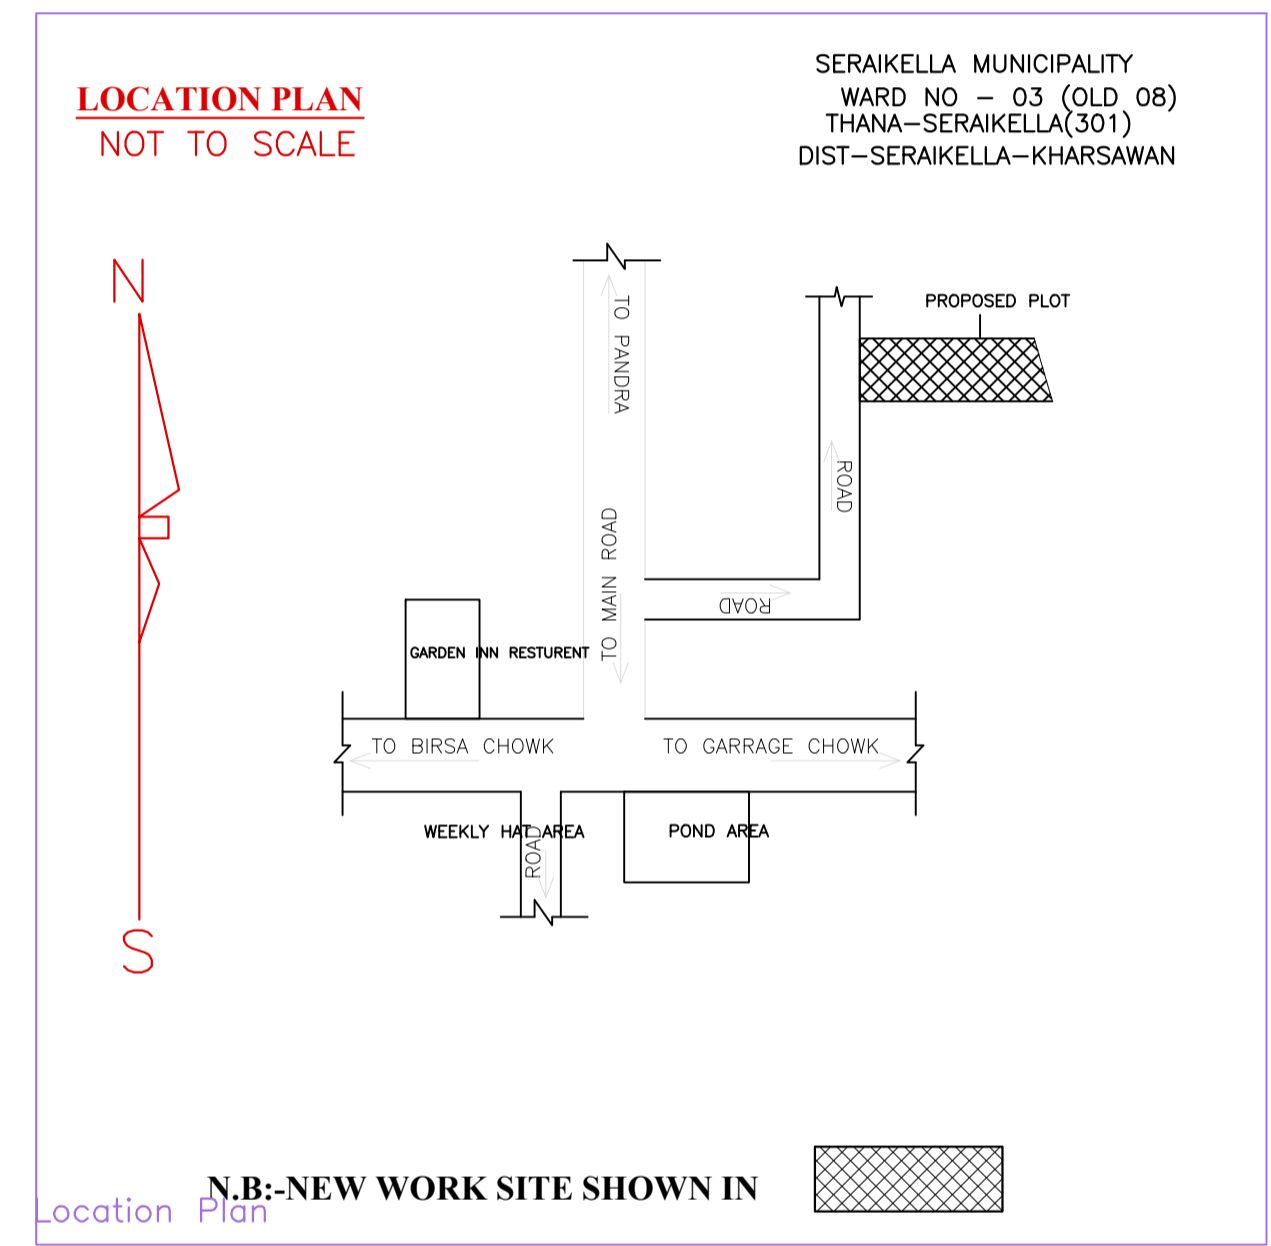 LOCATION PLAN
NOT TO SCALE
SERAIKELLA MUNICIPALITY
WARD NO - 03 (OLD 08)
THANA-SERAIKELLA(301)
DIST-SERAIKELLA-KHARSAWAN
N
TO PANDRA
PROPOSED PLOT
ROAD
TO MAIN ROAD
ROAD
GARDEN INN RESTURENT
TO BIRSA CHOWK
TO GARRAGE CHOWK
WEEKLY HAT AREA
ROAD
POND AREA
S
N.B:-NEW WORK SITE SHOWN IN
Location Plan